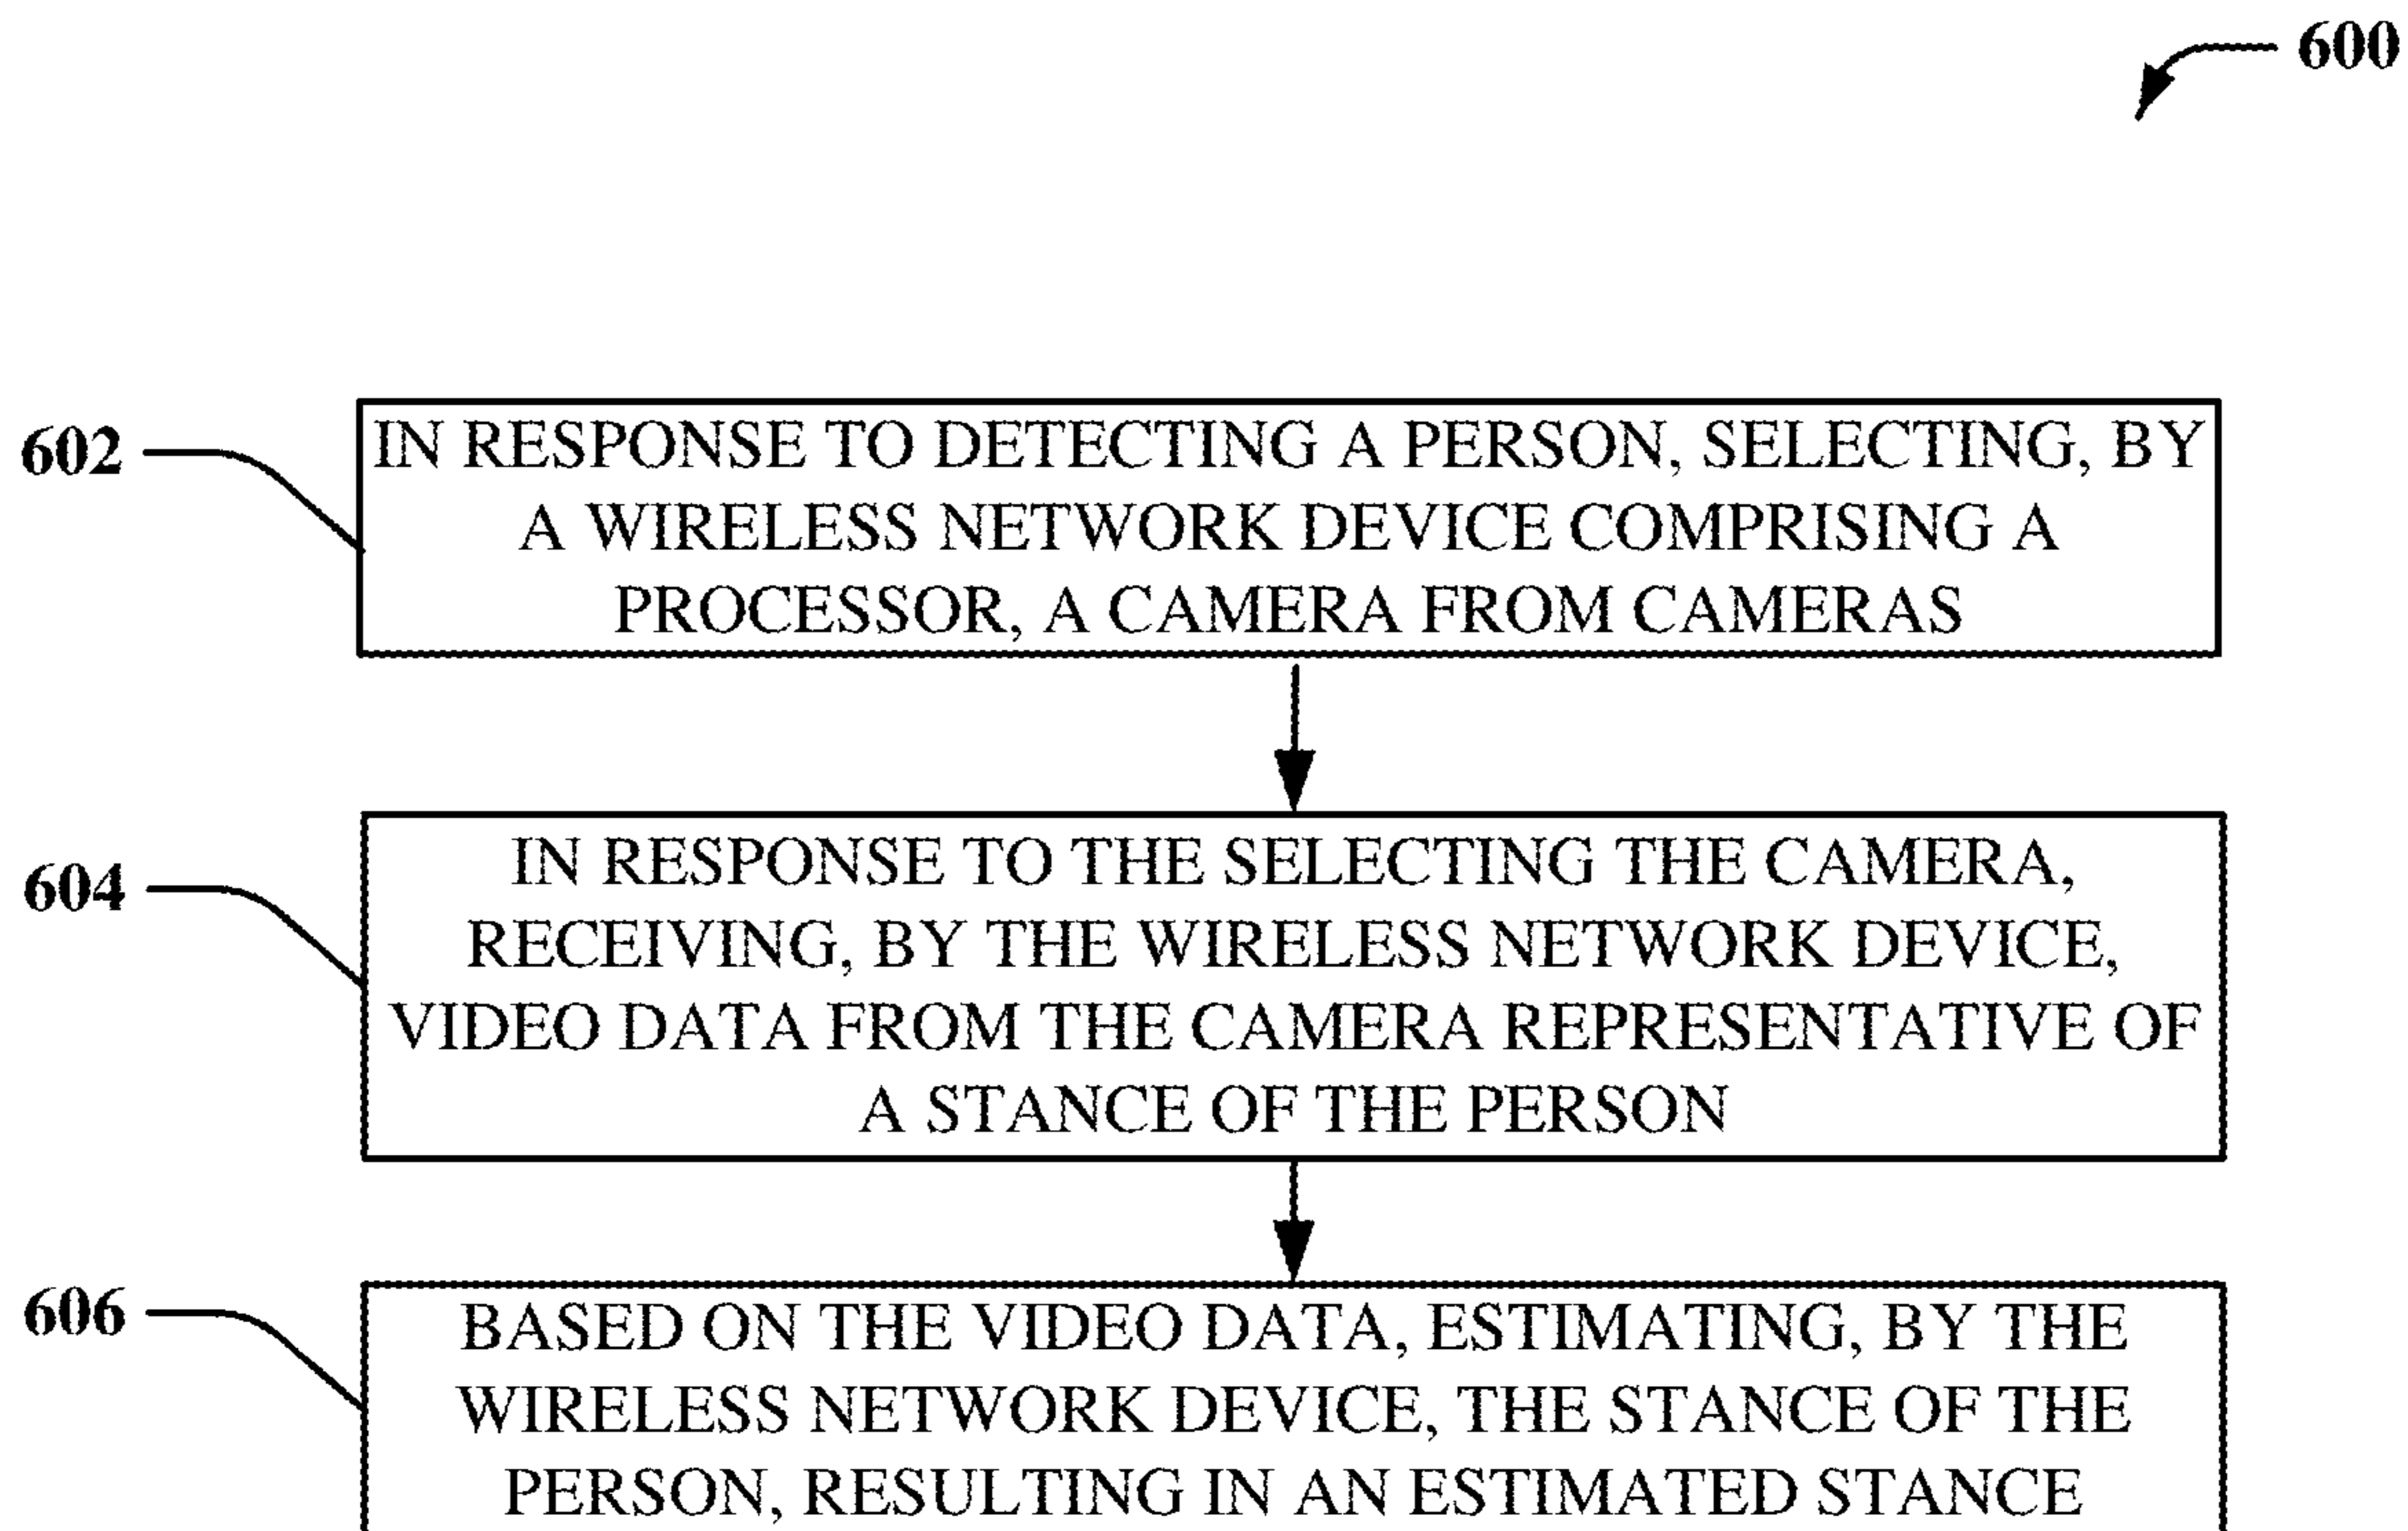 600
602
IN RESPONSE TO DETECTING A PERSON, SELECTING, BY
A WIRELESS NETWORK DEVICE COMPRISING A
PROCESSOR, A CAMERA FROM CAMERAS
604
IN RESPONSE TO THE SELECTING THE CAMERA,
RECEIVING, BY THE WIRELESS NETWORK DEVICE,
VIDEO DATA FROM THE CAMERA REPRESENTATIVE OF
A STANCE OF THE PERSON
606
BASED ON THE VIDEO DATA, ESTIMATING, BY THE
WIRELESS NETWORK DEVICE, THE STANCE OF THE
PERSON, RESULTING IN AN ESTIMATED STANCE